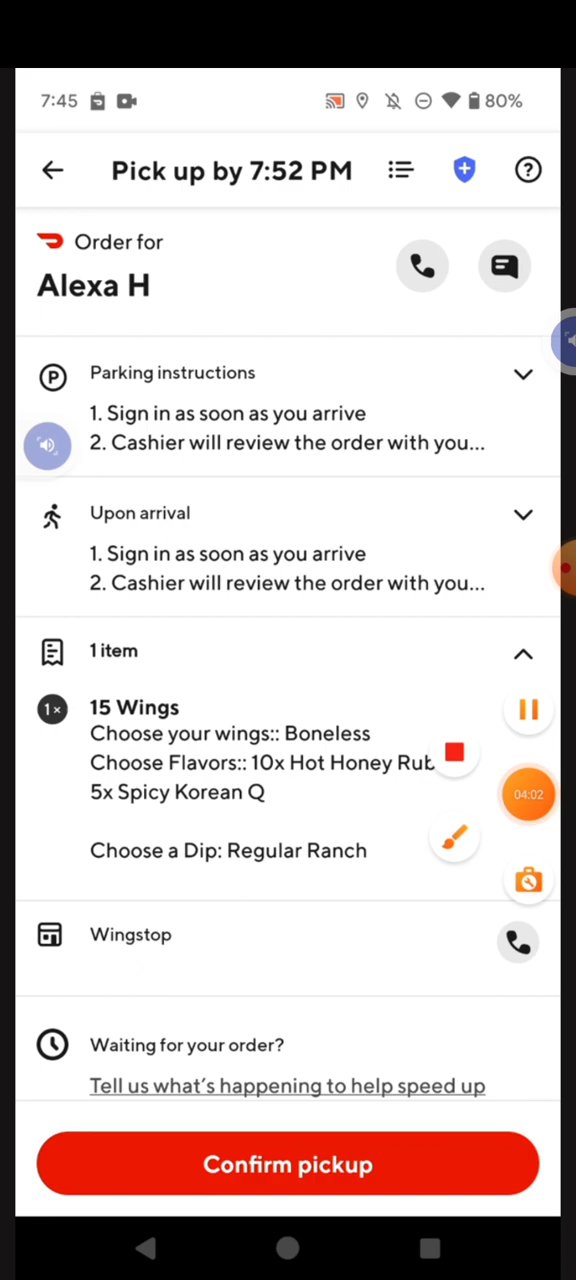 7:45
80%
Pick up by 7:52 PM
Order for
Alexa H
Parking instructions
1. Sign in as soon as you arrive
2. Cashier will review the order with you...
Upon arrival
1. Sign in as soon as you arrive
2. Cashier will review the order with you...
1 item
1× 15 Wings
Choose your wings:: Boneless
Choose Flavors:: 10x Hot Honey Rub
5x Spicy Korean Q
04:02
Choose a Dip: Regular Ranch
Wingstop
Waiting for your order?
Tell us what's happening to help speed up
Confirm pickup